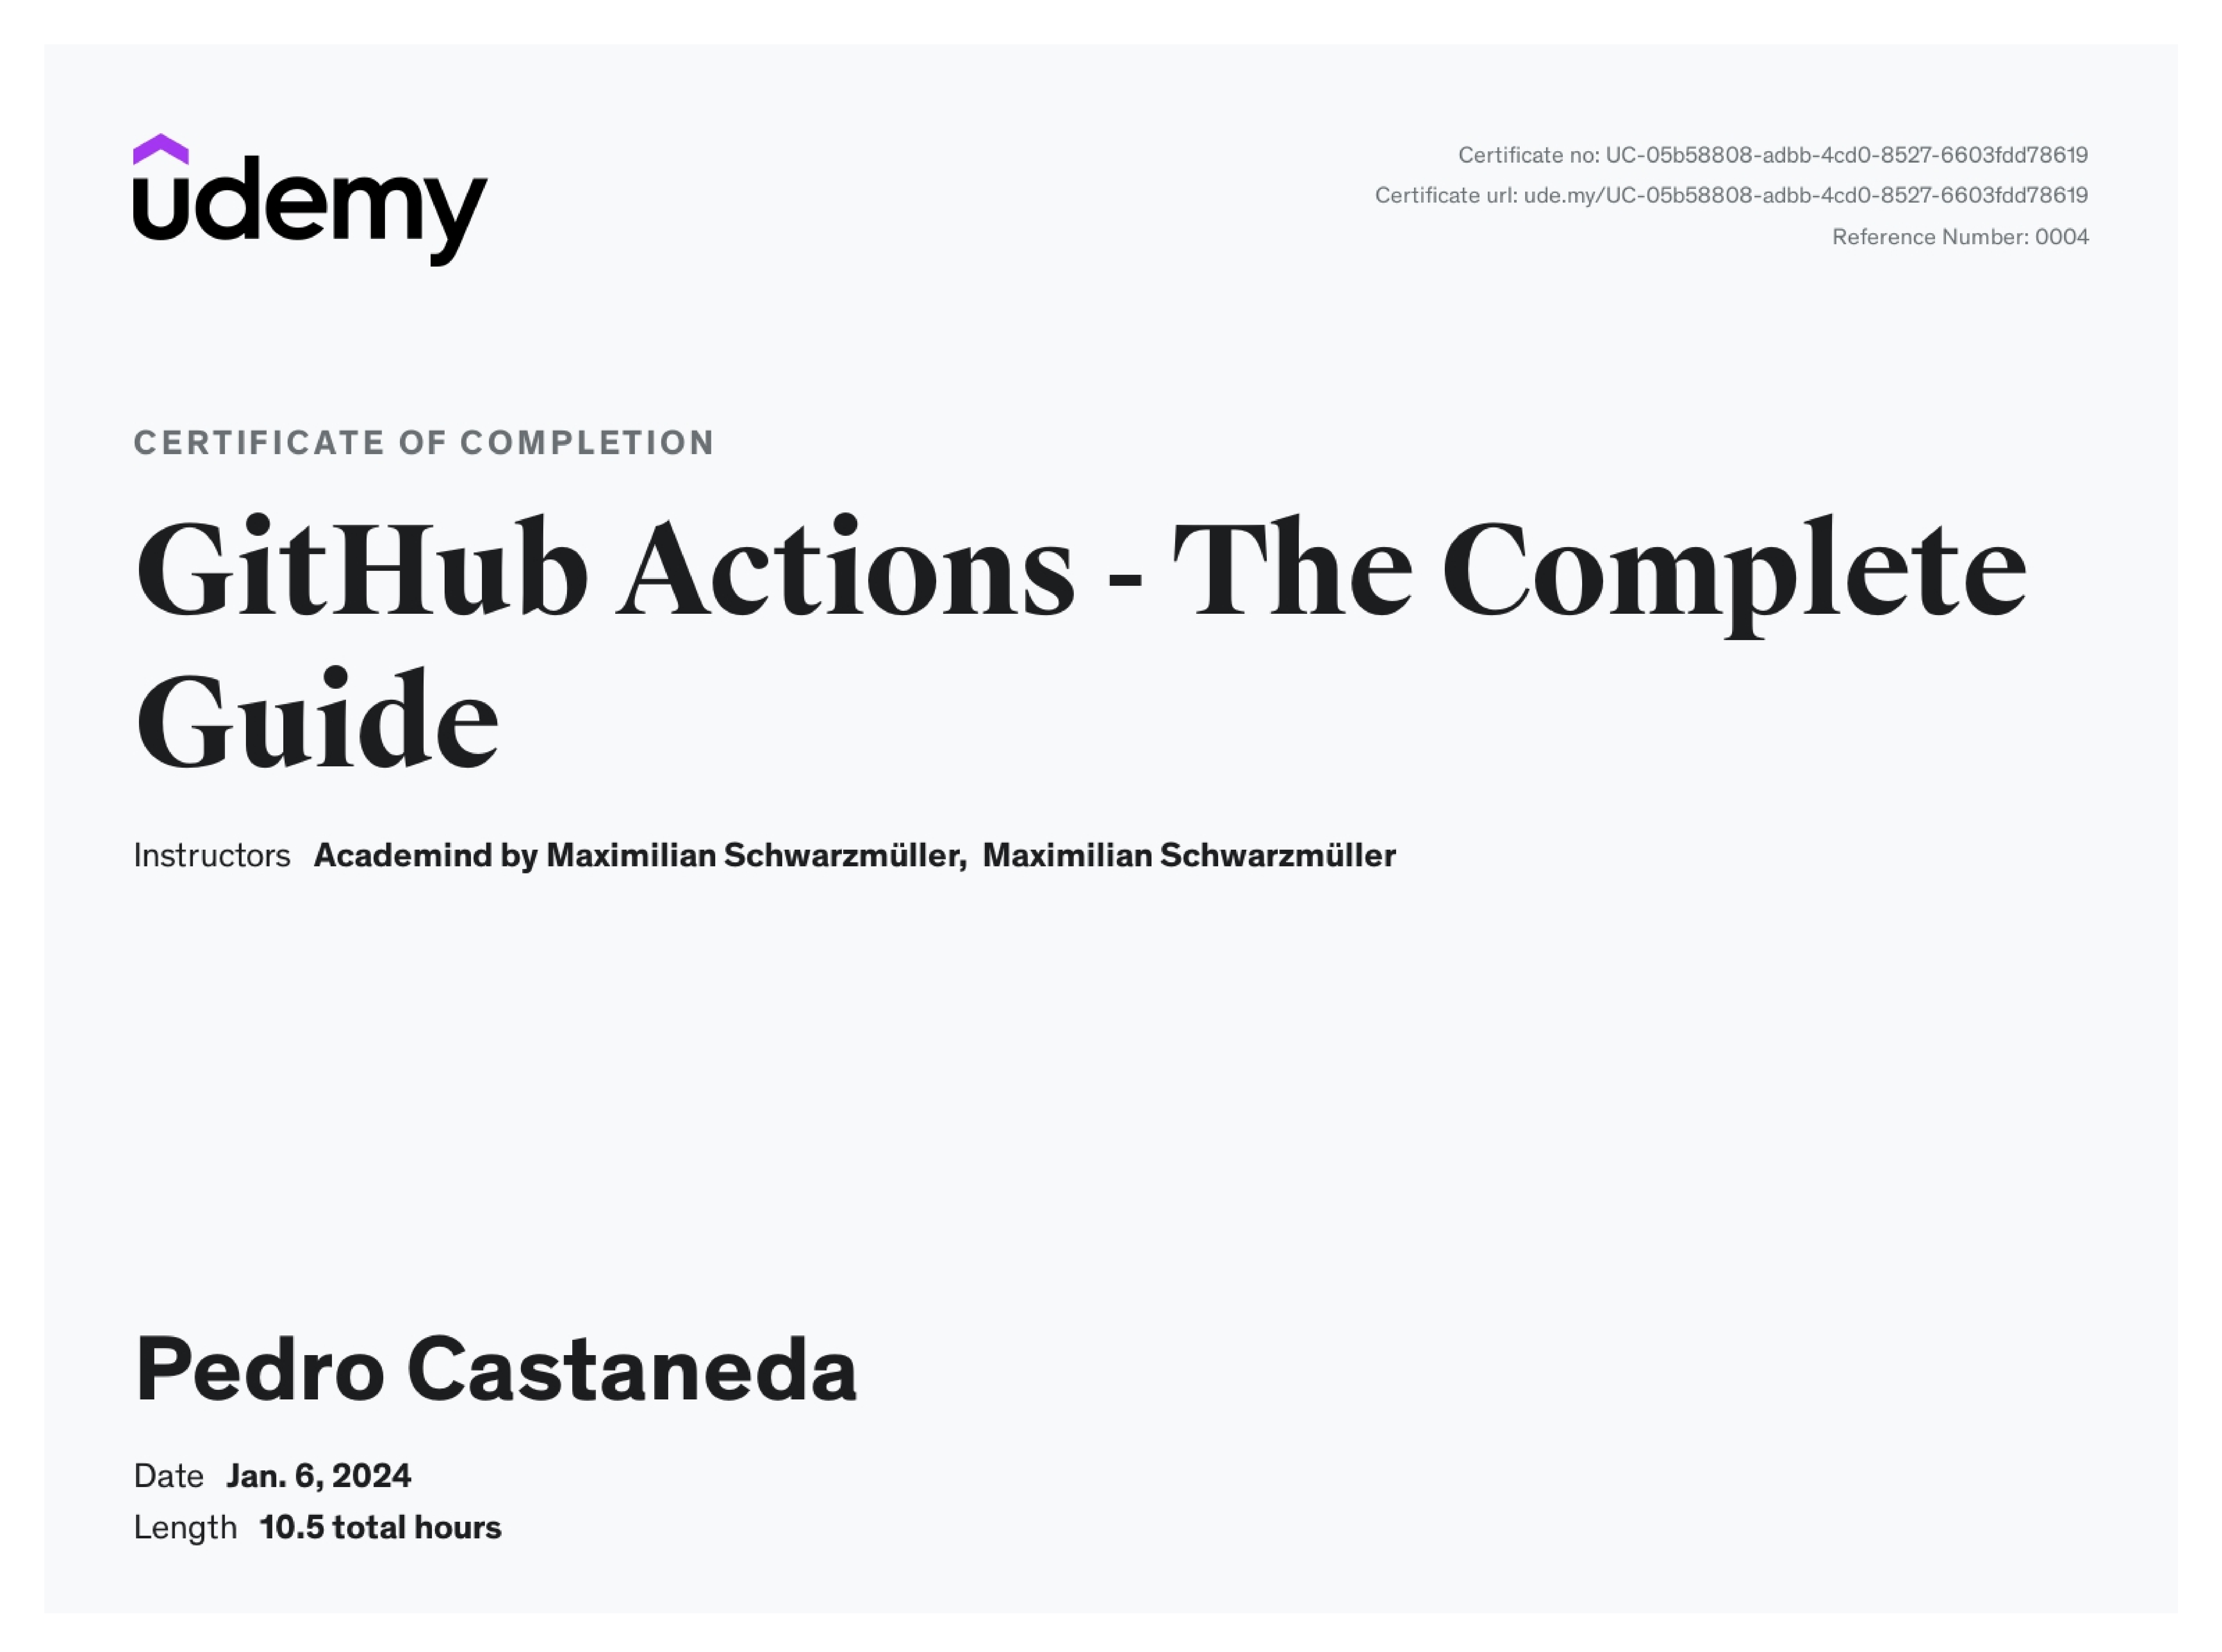 udemy
Certificate no: UC-05b58808-adbb-4cd0-8527-6603fdd78619
Certificate url: ude.my/UC-05b58808-adbb-4cd0-8527-6603fdd78619
Reference Number: 0004
CERTIFICATE OF COMPLETION
GitHub Actions - The Complete
Guide
Instructors Academind by Maximilian Schwarzmüller, Maximilian Schwarzmüller
Pedro Castaneda
Date Jan. 6, 2024
Length 10.5 total hours